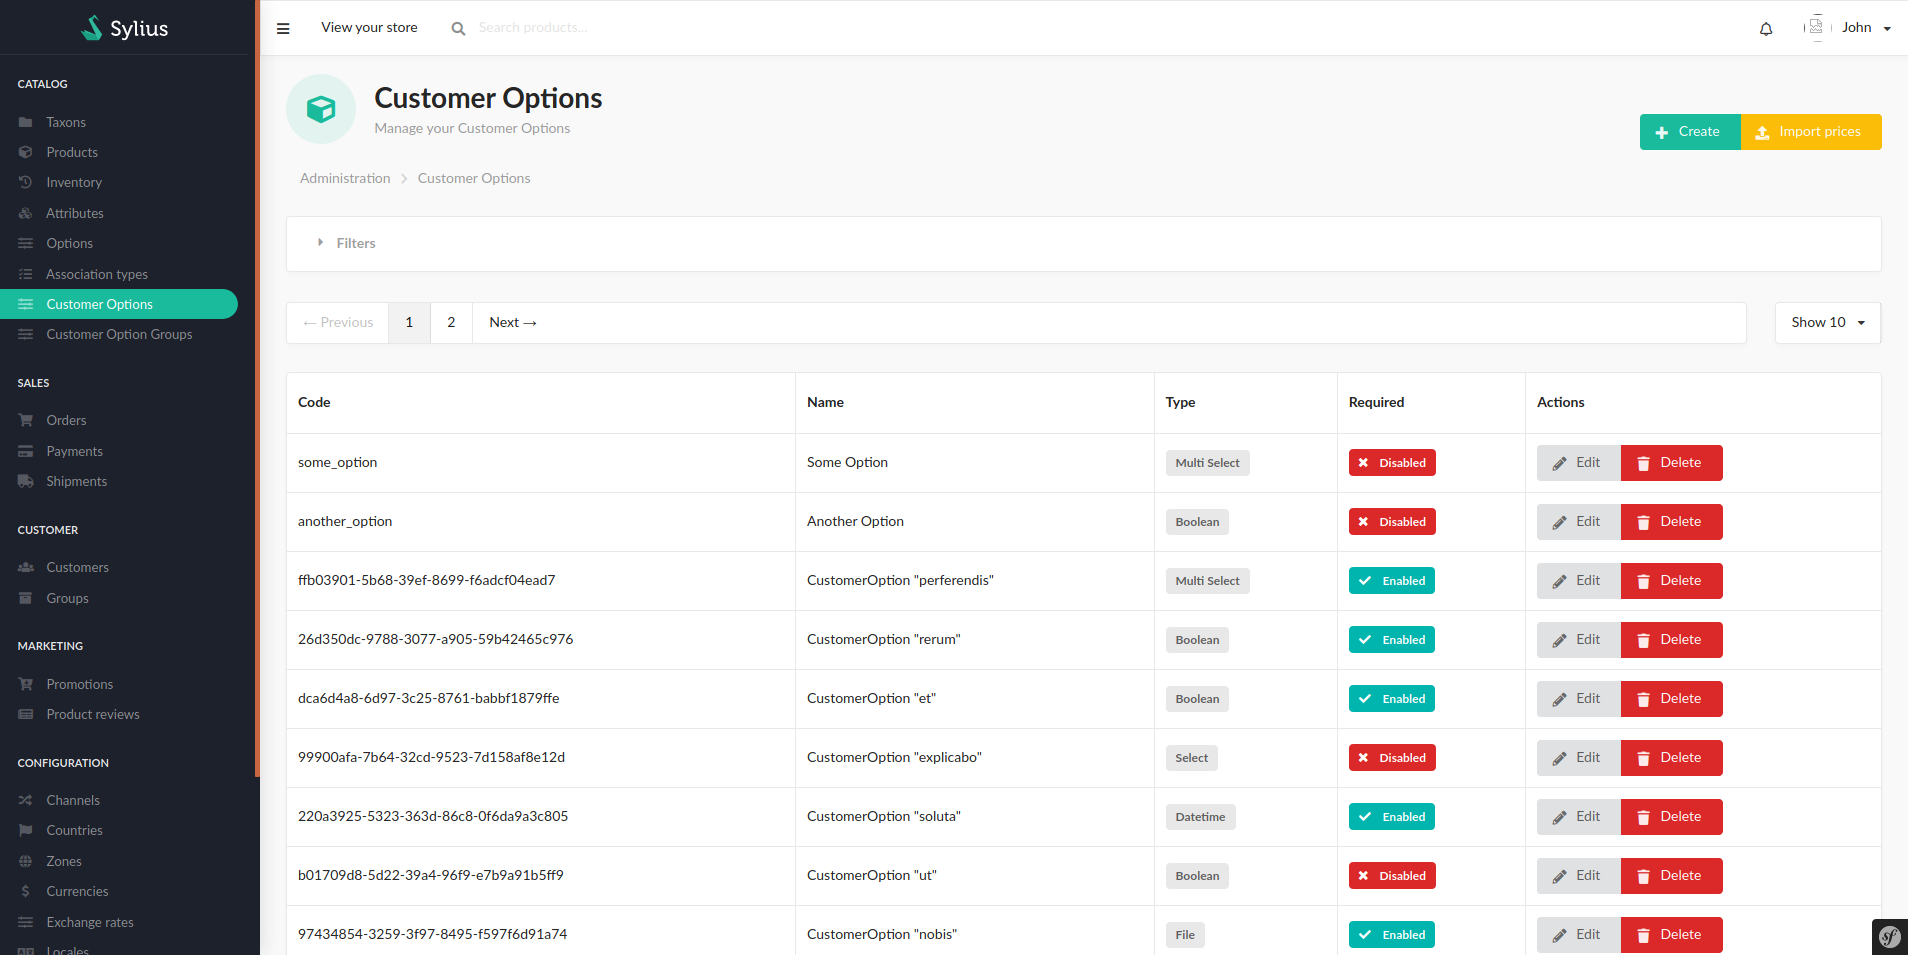 Sylius
CATALOG
Taxons
Products
Inventory
Attributes
Options
Association types
Customer Options
Customer Option Groups
SALES
Orders
Payments
Shipments
CUSTOMER
Customers
Groups
MARKETING
Promotions
Product reviews
CONFIGURATION
Channels
Countries
Zones
Currencies
Exchange rates
Locales
View your store Search products... John
Customer Options
Manage your Customer Options
Create Import prices
Administration Customer Options
Filters
← Previous 1 2 Next → Show 10
Code Name Type Required Actions
some_option Some Option Multi Select Disabled Edit Delete
another_option Another Option Boolean Disabled Edit Delete
ffb03901-5b68-39ef-8699-f6adcf04ead7 CustomerOption "perferendis" Multi Select Enabled Edit Delete
26d350dc-9788-3077-a905-59b42465c976 CustomerOption "rerum" Boolean Enabled Edit Delete
dca6d4a8-6d97-3c25-8761-babbf1879ffe CustomerOption "et" Boolean Enabled Edit Delete
99900afa-7b64-32cd-9523-7d158af8e12d CustomerOption "explicabo" Select Disabled Edit Delete
220a3925-5323-363d-86c8-0f6da9a3c805 CustomerOption "soluta" Datetime Enabled Edit Delete
b01709d8-5d22-39a4-96f9-e7b9a91b5ff9 CustomerOption "ut" Boolean Disabled Edit Delete
97434854-3259-3f97-8495-f597f6d91a74 CustomerOption "nobis" File Enabled Edit Delete
sf